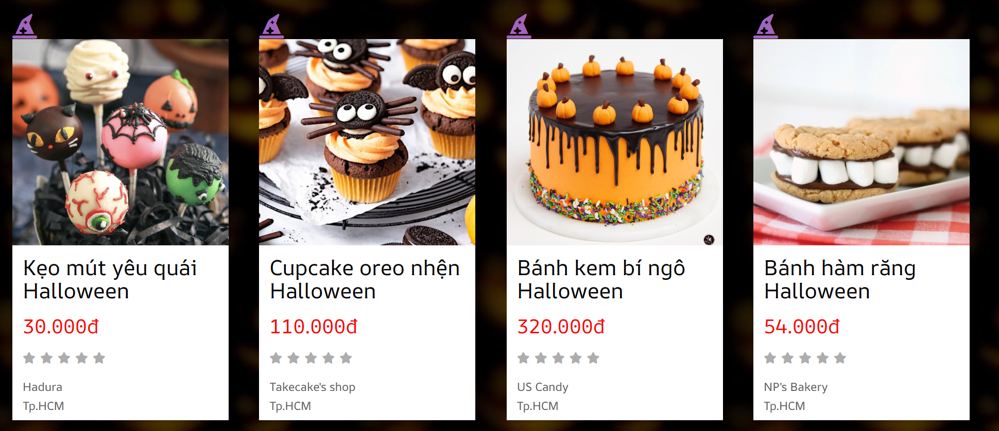 Kẹo mút yêu quái
Halloween
30.000đ
Hadura
Tp.HCM
Cupcake oreo nhện
Halloween
110.000đ
Takecake's shop
Tp.HCM
Bánh kem bí ngô
Halloween
320.000đ
US Candy
Tp.HCM
Bánh hàm răng
Halloween
54.000đ
NP's Bakery
Tp.HCM